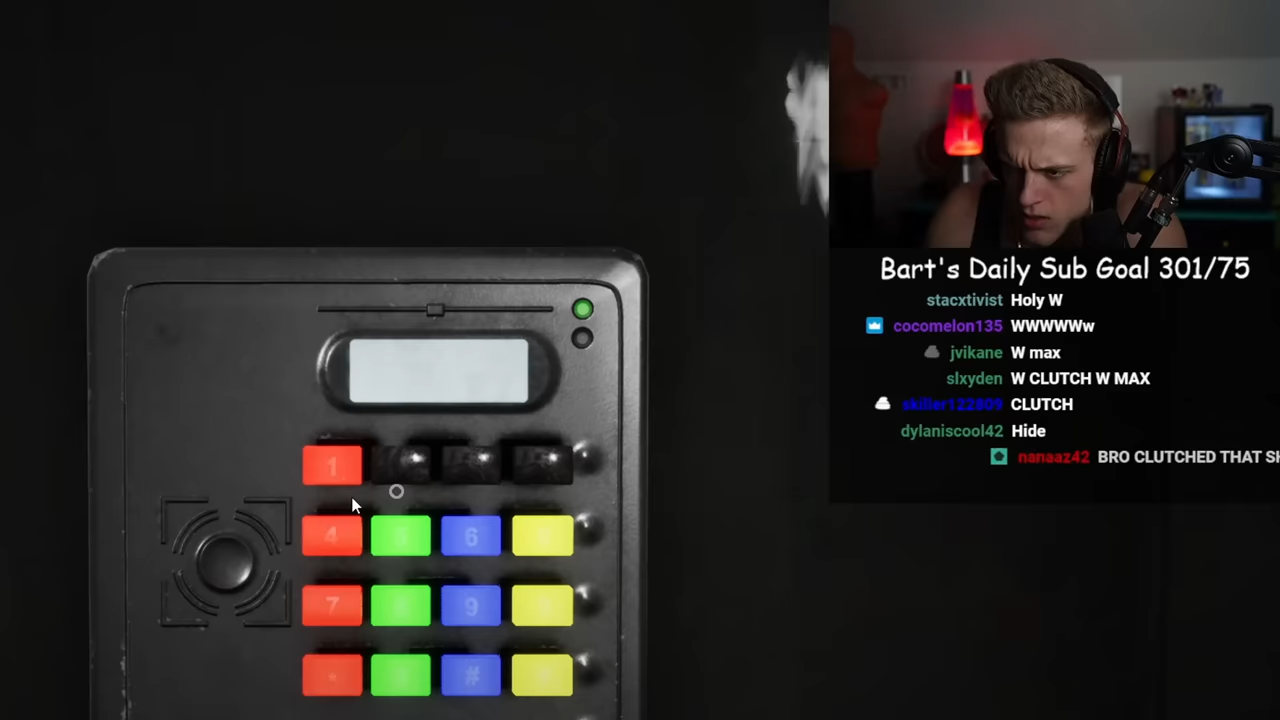 Bart's Daily Sub Goal 301/75
stacxtivist Holy W
cocomelon135 WWWWWw
jvikane W max
slxyden W CLUTCH W MAX
skiller122809 CLUTCH
dylaniscool42 Hide
nanaaz42 BRO CLUTCHED THAT
1
4 6
7 9
#